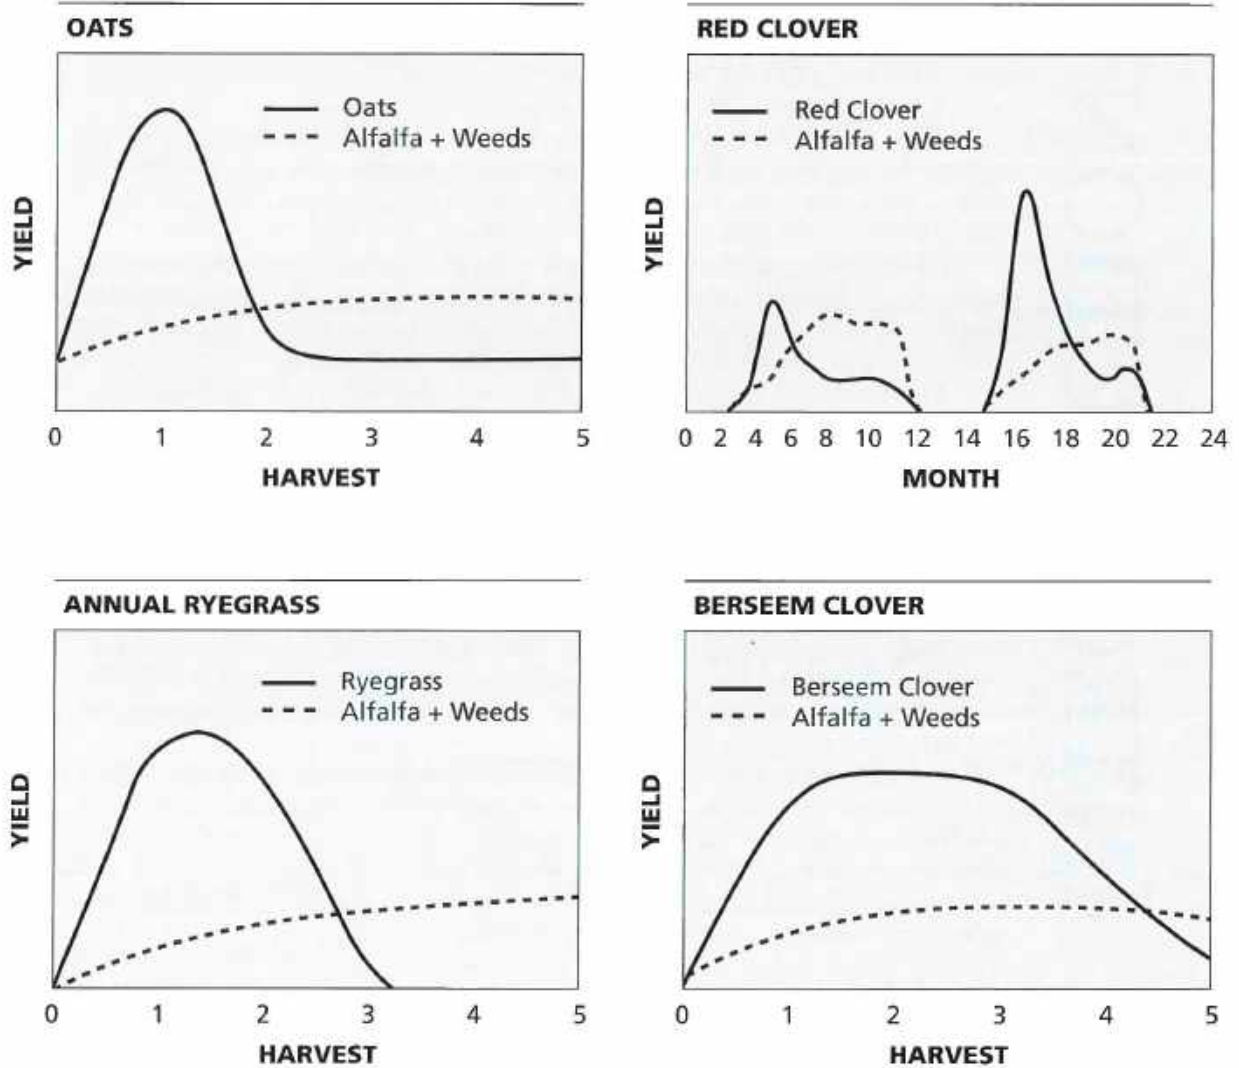 OATS
Oats
Alfalfa + Weeds
YIELD
0 1 2 3 4 5
HARVEST
RED CLOVER
Red Clover
Alfalfa + Weeds
YIELD
0 2 4 6 8 10 12 14 16 18 20 22 24
MONTH
ANNUAL RYEGRASS
Ryegrass
Alfalfa + Weeds
YIELD
0 1 2 3 4 5
HARVEST
BERSEEM CLOVER
Berseem Clover
Alfalfa + Weeds
YIELD
0 1 2 3 4 5
HARVEST